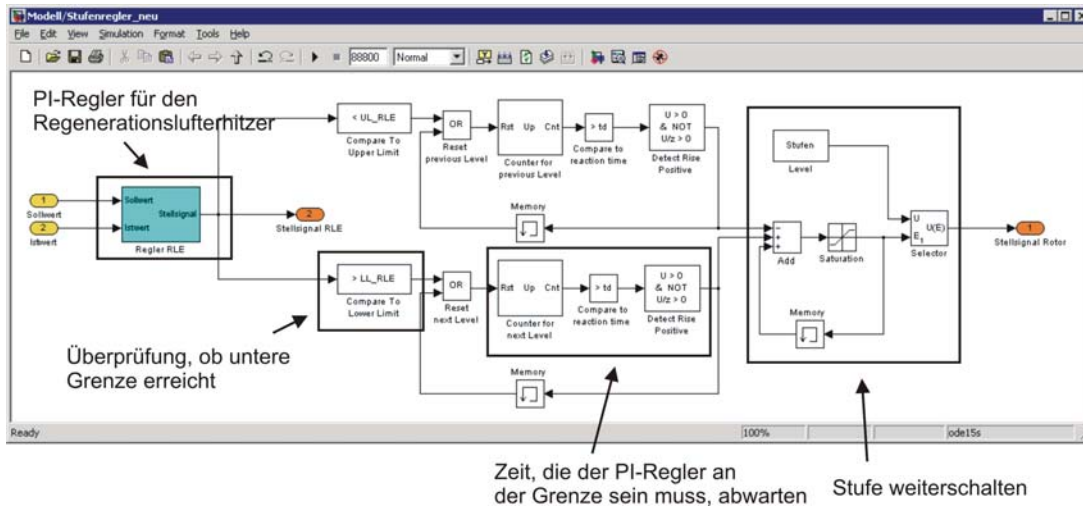 Modell/Stufenregler_neu
File Edit View Simulation Format Tools Help
88800 Normal
PI-Regler für den
Regenerationslufterhitzer
< UL_RLE
Compare To
Upper Limit
OR
Reset
previous Level
Rst Up Cnt
Counter for
previous Level
> td
Compare to
reaction time
U > 0
& NOT
U/z > 0
Detect Rise
Positive
Stufen
Level
1
Sollwert
2
Istwert
Sollwert
Istwert
Stellsignal
Regler RLE
2
Stellsignal RLE
Memory
Add
Saturation
U
E1
U(E)
Selector
1
Stellsignal Rotor
> LL_RLE
Compare To
Lower Limit
OR
Reset
next Level
Rst Up Cnt
Counter for
next Level
> td
Compare to
reaction time
U > 0
& NOT
U/z > 0
Detect Rise
Positive
Memory
Überprüfung, ob untere
Grenze erreicht
Memory
Ready
100%
ode15s
Zeit, die der PI-Regler an
der Grenze sein muss, abwarten
Stufe weiterschalten